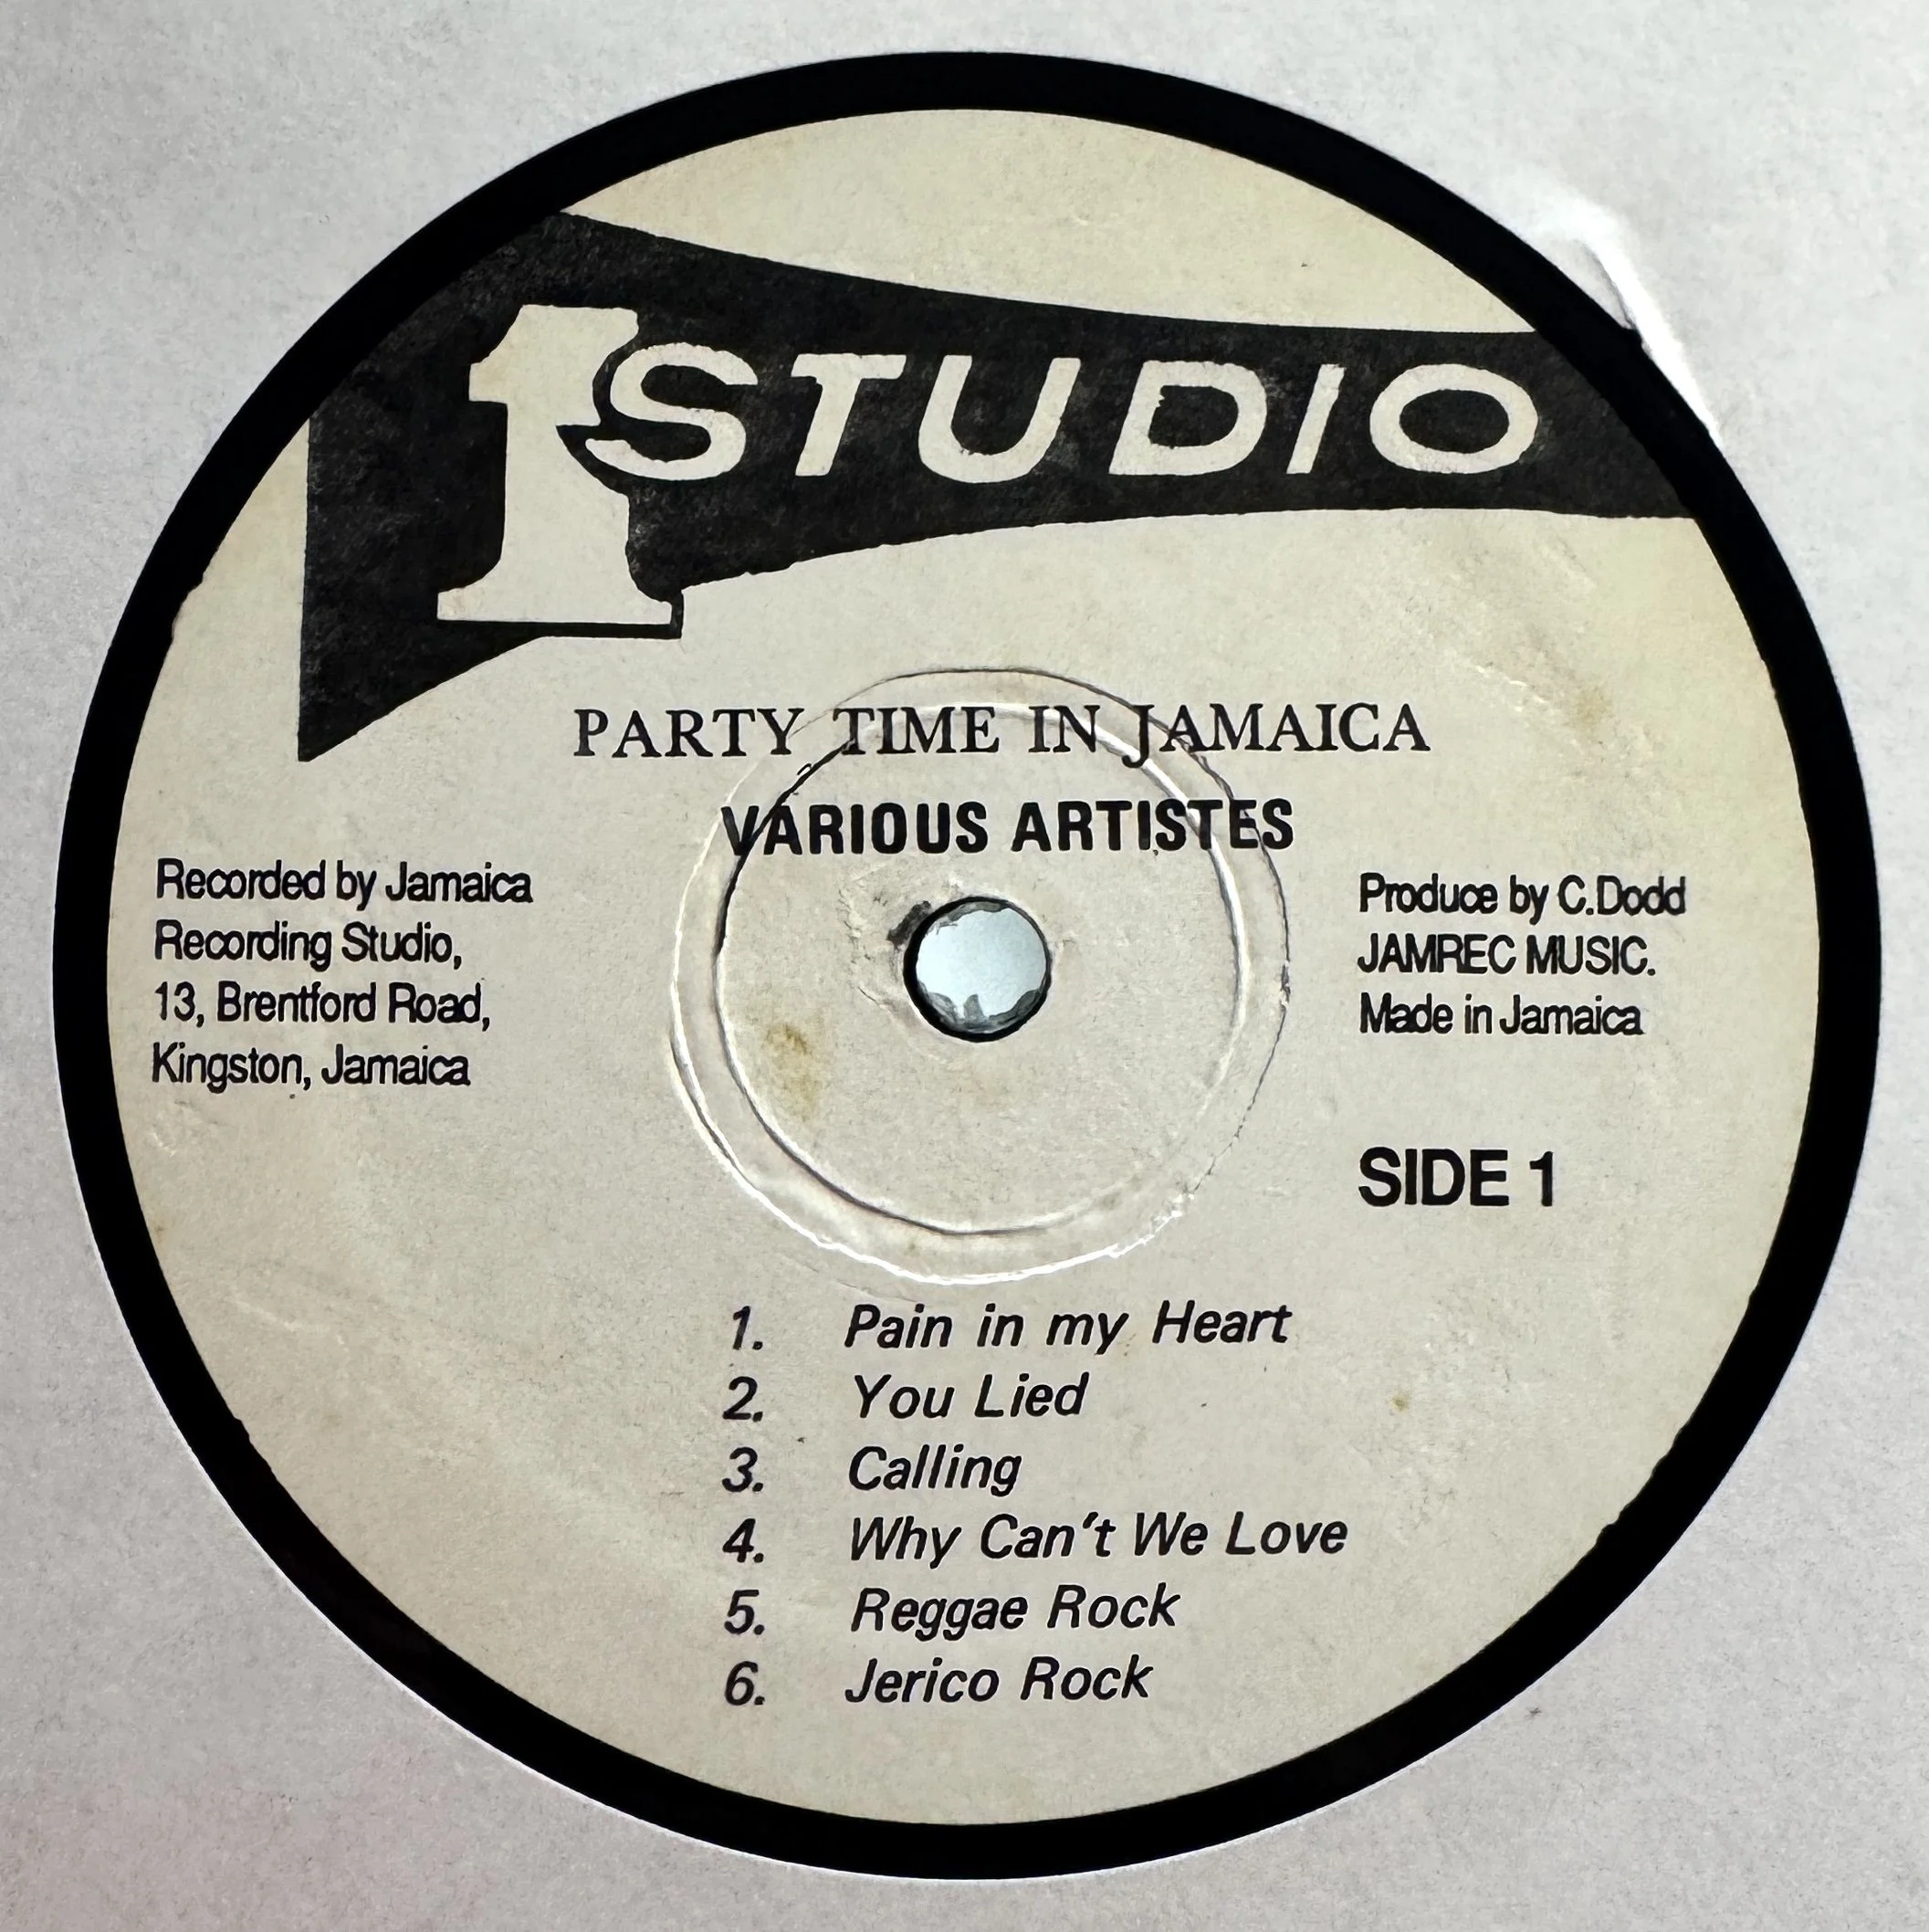 1 STUDIO
PARTY TIME IN JAMAICA
VARIOUS ARTISTES
Recorded by Jamaica
Recording Studio,
13, Brentford Road,
Kingston, Jamaica
Produce by C.Dodd
JAMREC MUSIC.
Made in Jamaica
SIDE 1
1. Pain in my Heart
2. You Lied
3. Calling
4. Why Can't We Love
5. Reggae Rock
6. Jerico Rock